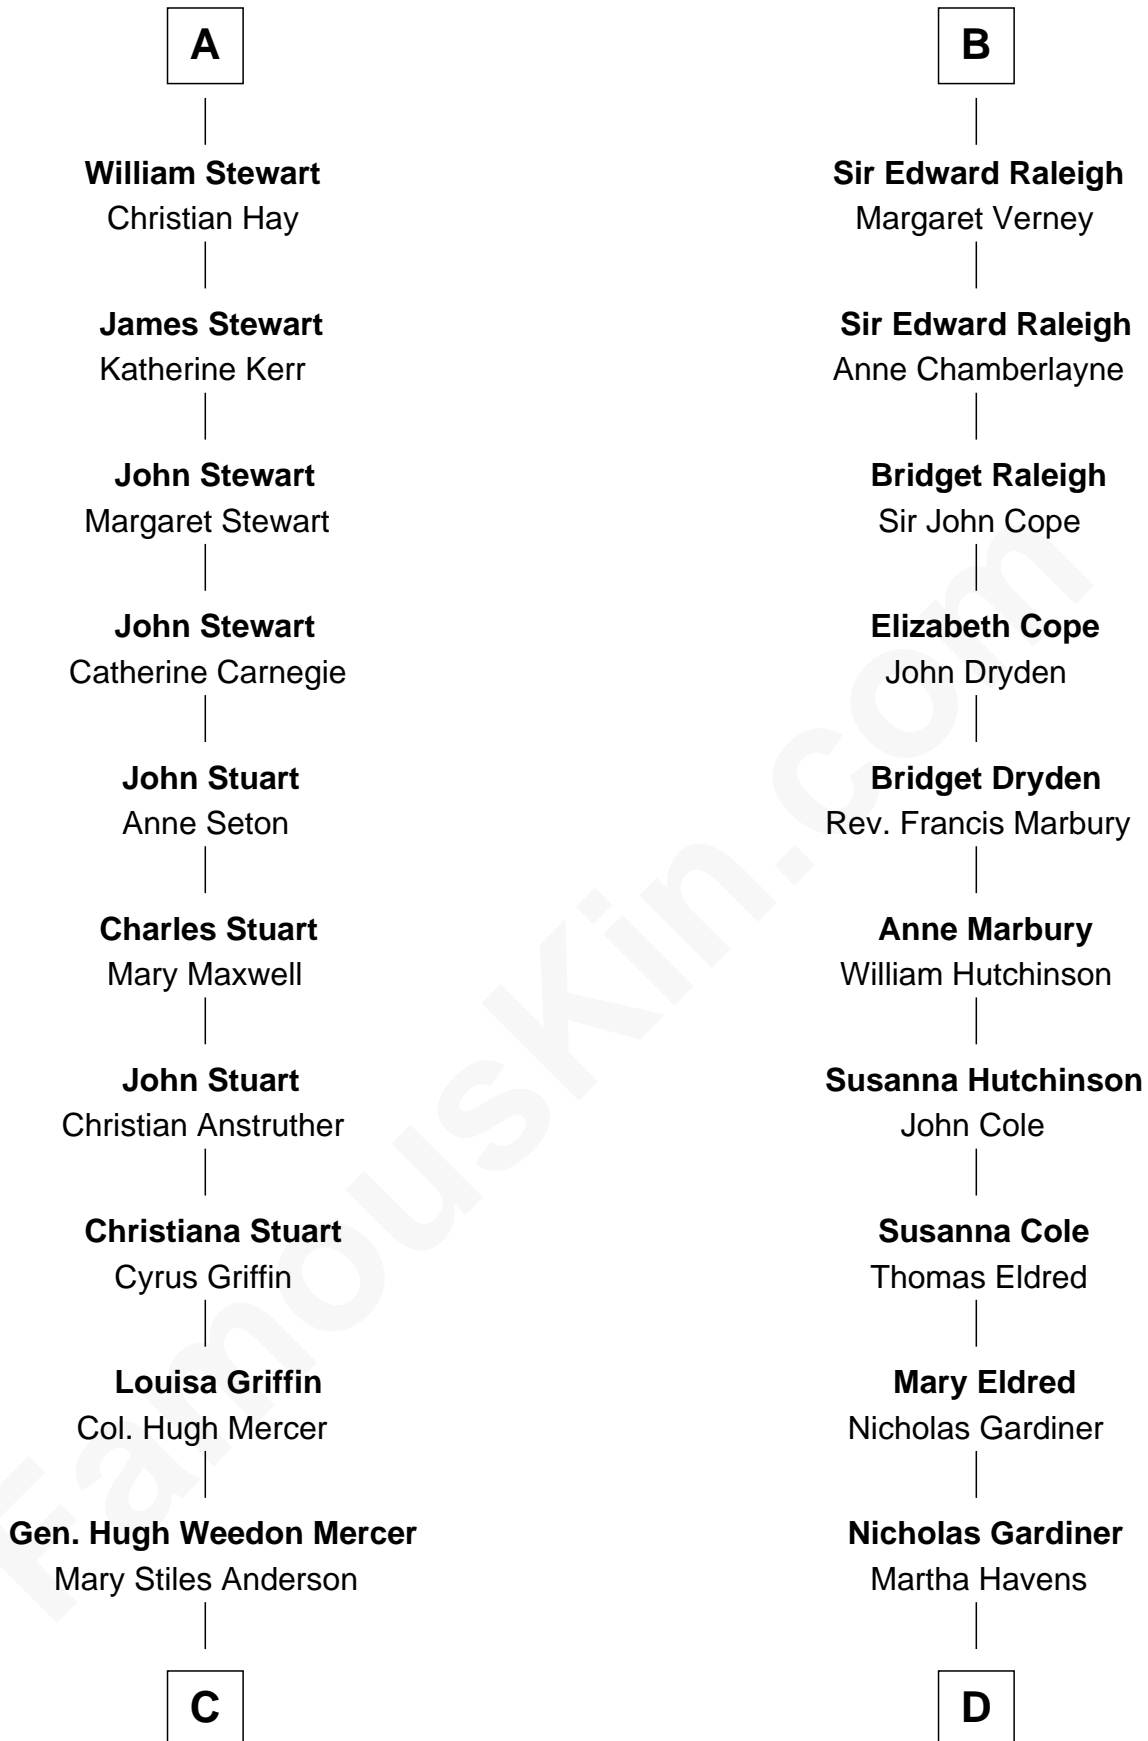 A
William Stewart
Christian Hay
James Stewart
Katherine Kerr
John Stewart
Margaret Stewart
John Stewart
Catherine Carnegie
John Stuart
Anne Seton
Charles Stuart
Mary Maxwell
John Stuart
Christian Anstruther
Christiana Stuart
Cyrus Griffin
Louisa Griffin
Col. Hugh Mercer
Gen. Hugh Weedon Mercer
Mary Stiles Anderson
C
B
Sir Edward Raleigh
Margaret Verney
Sir Edward Raleigh
Anne Chamberlayne
Bridget Raleigh
Sir John Cope
Elizabeth Cope
John Dryden
Bridget Dryden
Rev. Francis Marbury
Anne Marbury
William Hutchinson
Susanna Hutchinson
John Cole
Susanna Cole
Thomas Eldred
Mary Eldred
Nicholas Gardiner
Nicholas Gardiner
Martha Havens
D
FamousKin.com